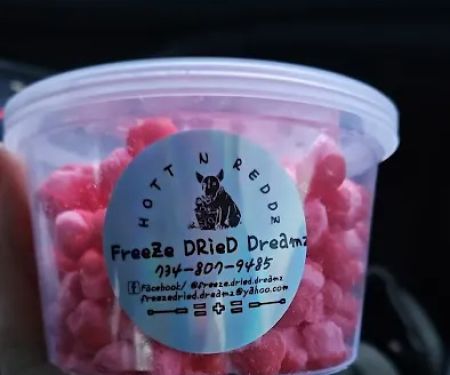 HOTT N REDDZ
FreeZe DRieD Dreamz
734-807-9485
Facebook/ @freeze.dried.dreamz
freezedried.dreamz@yahoo.com